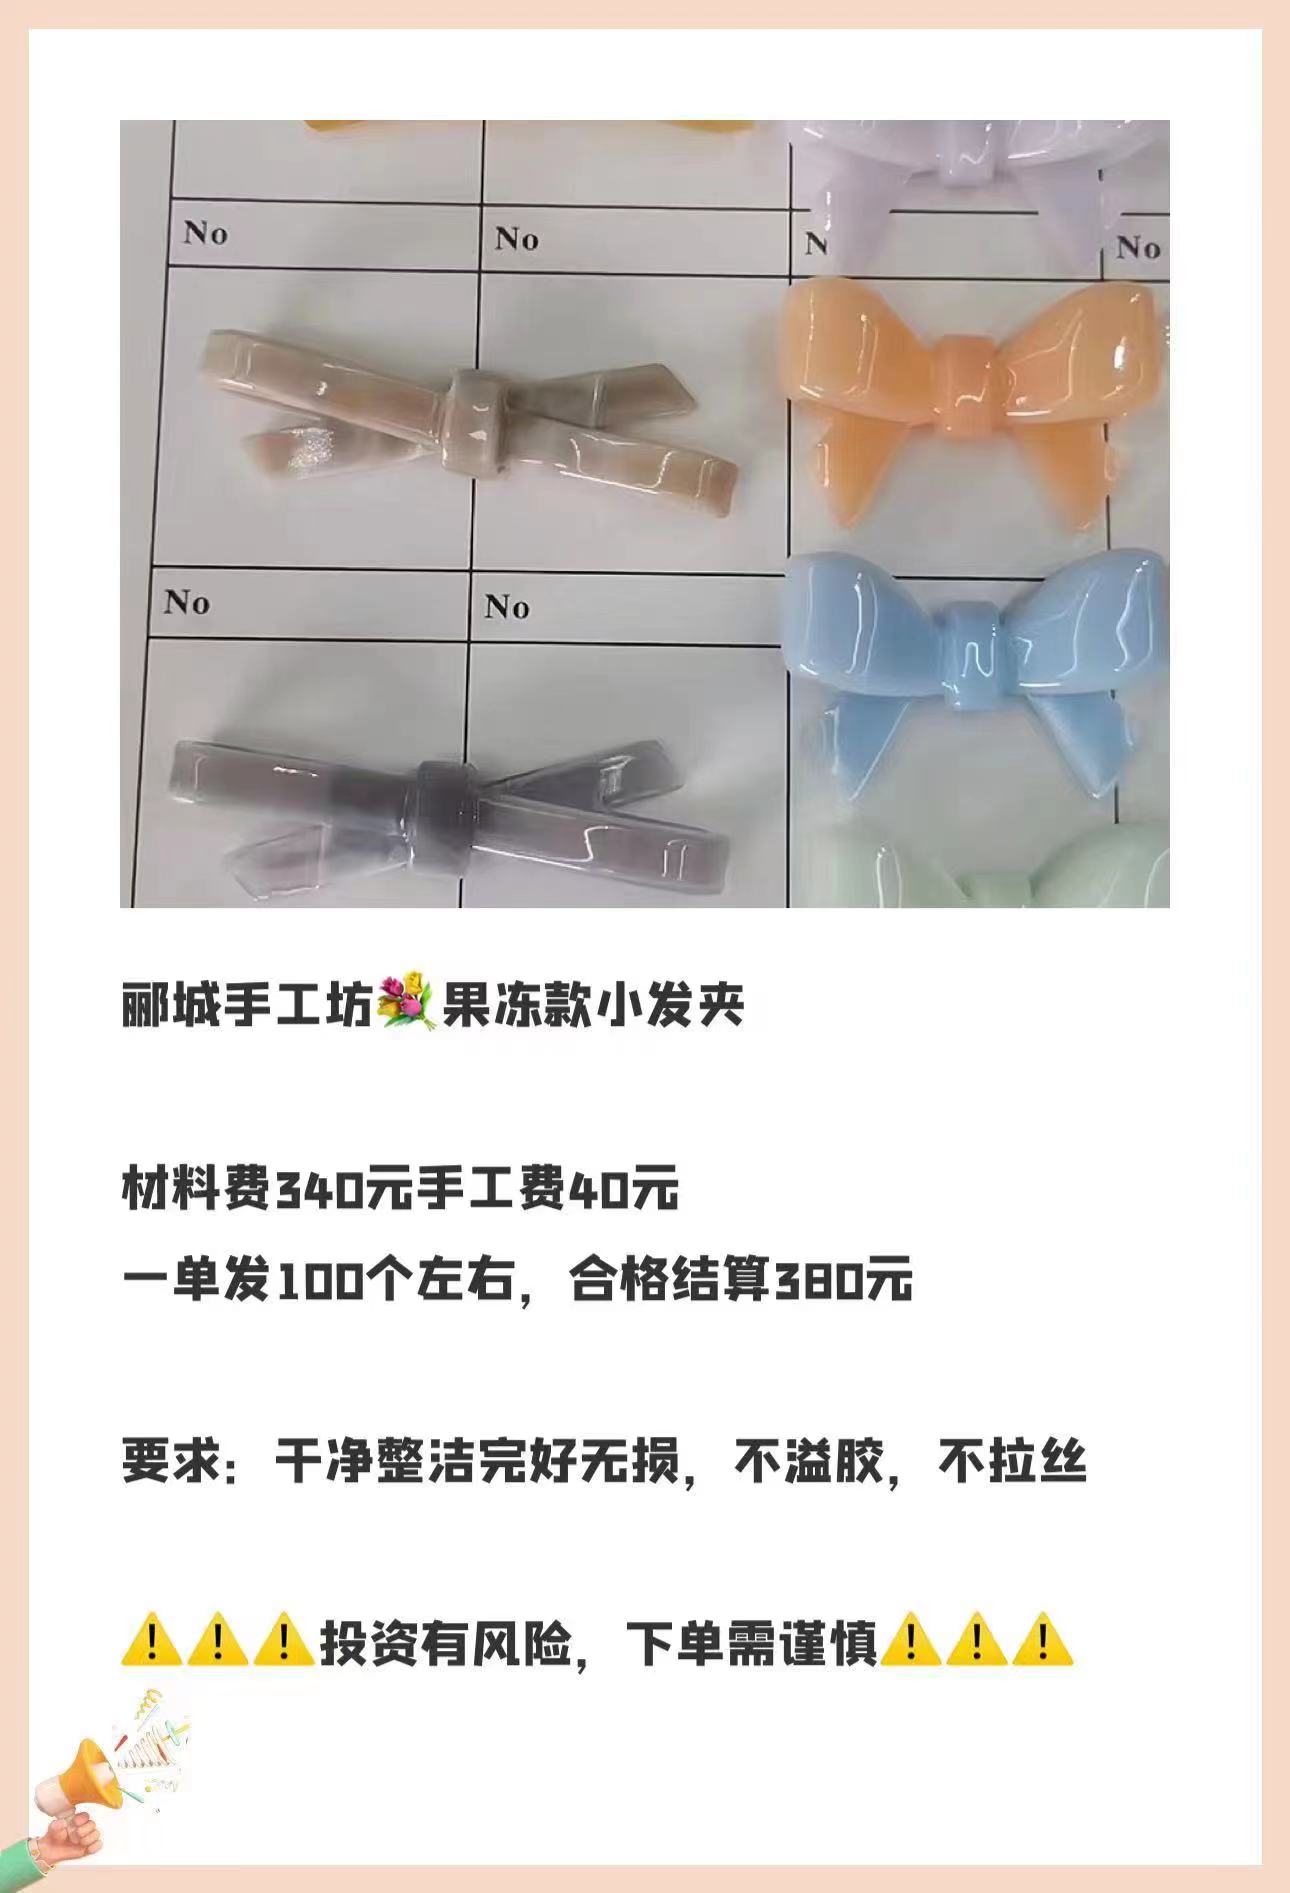 No
No
N
No
No
No
郦城手工坊💐果冻款小发夹
材料费340元手工费40元
一单发100个左右，合格结算380元
要求：干净整洁完好无损，不溢胶，不拉丝
⚠️⚠️⚠️投资有风险，下单需谨慎⚠️⚠️⚠️